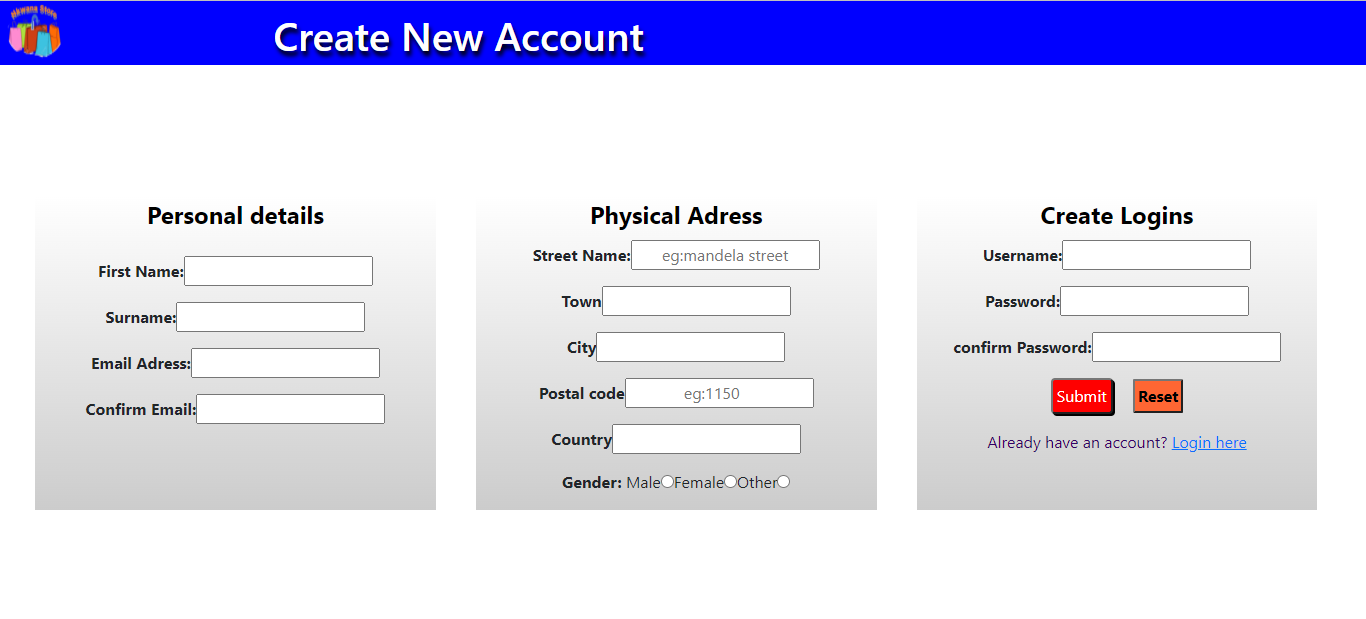 Nkwana Store
Create New Account
Personal details
First Name:
Surname:
Email Adress:
Confirm Email:
Physical Adress
Street Name: eg:mandela street
Town
City
Postal code eg:1150
Country
Gender: Male Female Other
Create Logins
Username:
Password:
confirm Password:
Submit Reset
Already have an account? Login here